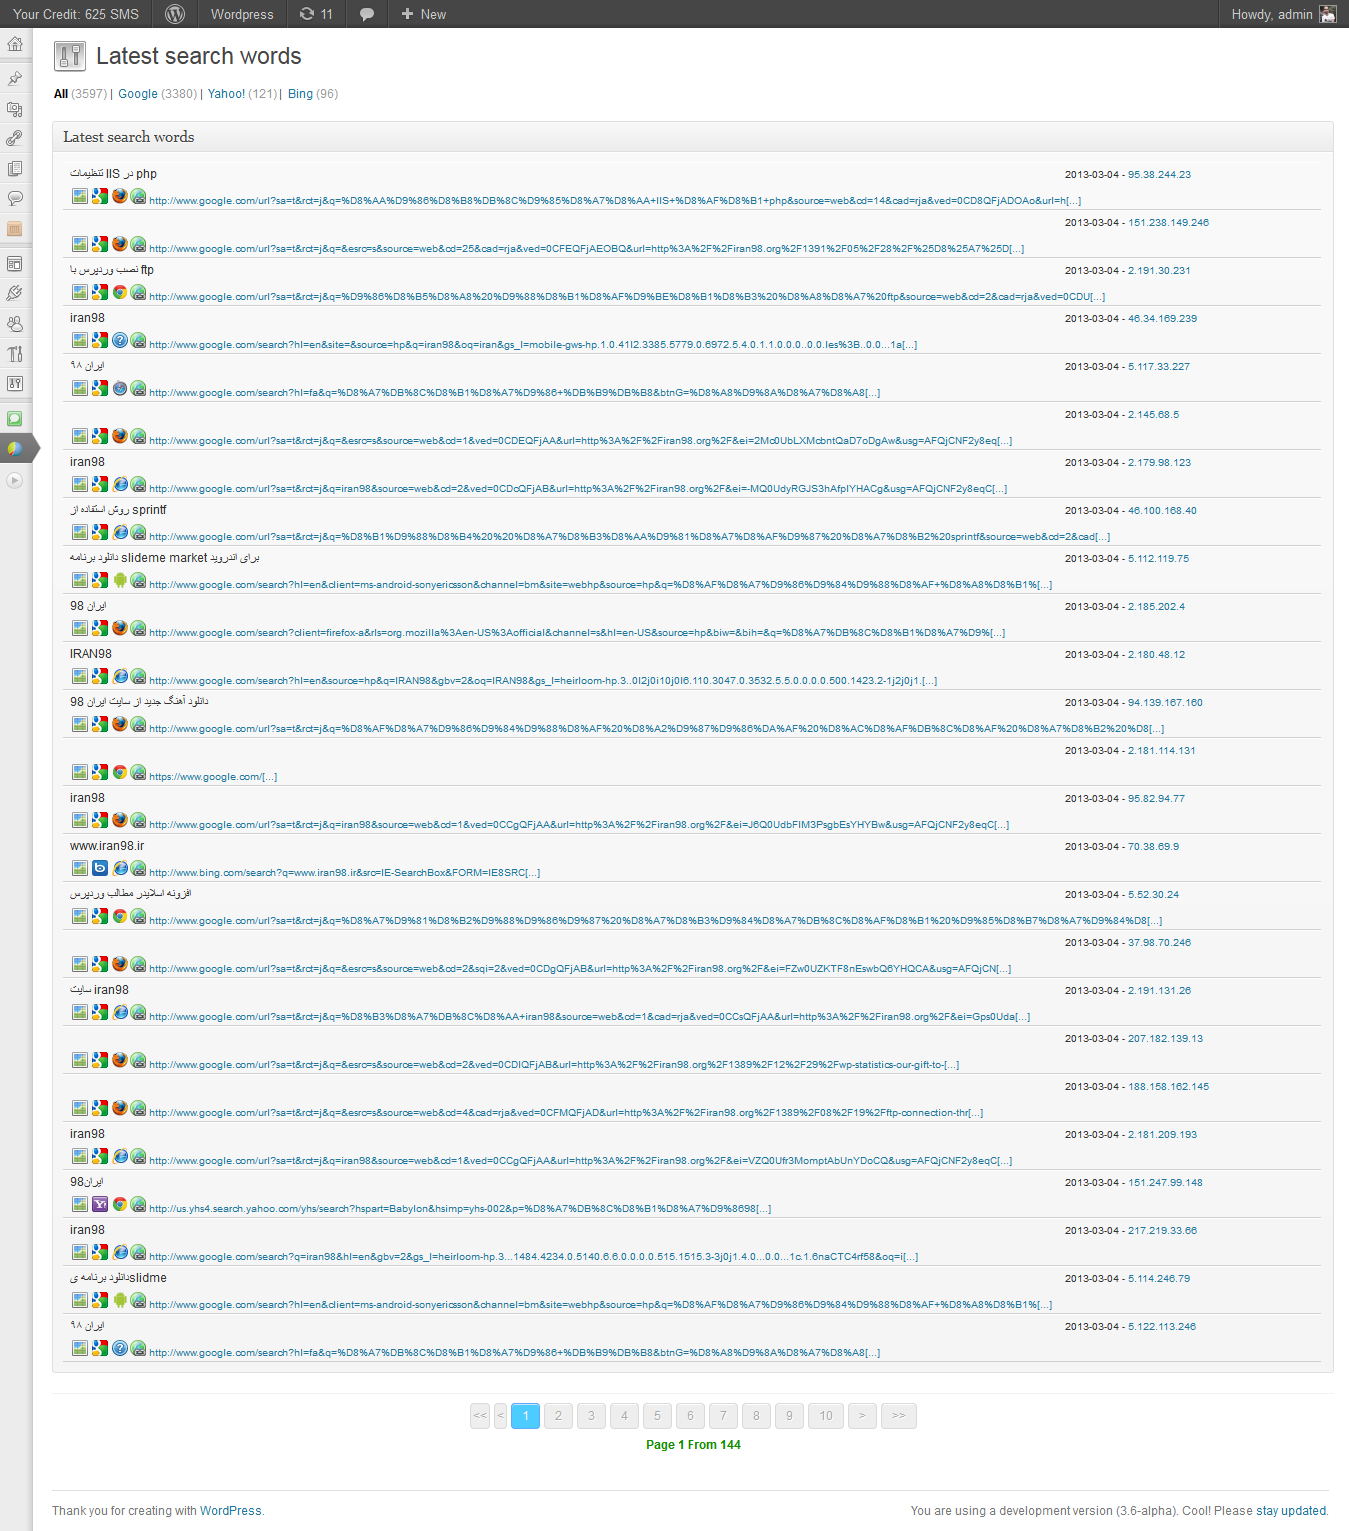 Your Credit: 625 SMS Wordpress 11 New Howdy, admin
Latest search words
All (3597) | Google (3380) | Yahoo! (121) | Bing (96)
Latest search words
تنظیمات IIS در php 2013-03-04 - 95.38.244.23
http://www.google.com/url?sa=t&rct=j&q=%D8%AA%D9%86%D8%B8%DB%8C%D9%85%D8%A7%D8%AA+IIS+%D8%AF%D8%B1+php&source=web&cd=14&cad=rja&ved=0CD8QFjADOAo&url=h[...]
2013-03-04 - 151.238.149.246
http://www.google.com/url?sa=t&rct=j&q=&esrc=s&source=web&cd=25&cad=rja&ved=0CFEQFjAEOBQ&url=http%3A%2F%2Firan98.org%2F1391%2F05%2F28%2F%25D8%25A7%25D[...]
نصب وردپرس با ftp 2013-03-04 - 2.191.30.231
http://www.google.com/url?sa=t&rct=j&q=%D9%86%D8%B5%D8%A8%20%D9%88%D8%B1%D8%AF%D9%BE%D8%B1%D8%B3%20%D8%A8%D8%A7%20ftp&source=web&cd=2&cad=rja&ved=0CDU[...]
iran98 2013-03-04 - 46.34.169.239
http://www.google.com/search?hl=en&site=&source=hp&q=iran98&oq=iran&gs_l=mobile-gws-hp.1.0.41l2.3385.5779.0.6972.5.4.0.1.1.0.0.0..0.0.les%3B..0.0...1a[...]
ایران ۹۸ 2013-03-04 - 5.117.33.227
http://www.google.com/search?hl=fa&q=%D8%A7%DB%8C%D8%B1%D8%A7%D9%86+%DB%B9%DB%B8&btnG=%D8%A8%D9%8A%D8%A7%D8%A8[...]
2013-03-04 - 2.145.68.5
http://www.google.com/url?sa=t&rct=j&q=&esrc=s&source=web&cd=1&ved=0CDEQFjAA&url=http%3A%2F%2Firan98.org%2F&ei=2Mc0UbLXMcbntQaD7oDgAw&usg=AFQjCNF2y8eq[...]
iran98 2013-03-04 - 2.179.98.123
http://www.google.com/url?sa=t&rct=j&q=iran98&source=web&cd=2&ved=0CDcQFjAB&url=http%3A%2F%2Firan98.org%2F&ei=-MQ0UdyRGJS3hAfpIYHACg&usg=AFQjCNF2y8eqC[...]
روش استفاده از sprintf 2013-03-04 - 46.100.168.40
http://www.google.com/url?sa=t&rct=j&q=%D8%B1%D9%88%D8%B4%20%20%D8%A7%D8%B3%D8%AA%D9%81%D8%A7%D8%AF%D9%87%20%D8%A7%D8%B2%20sprintf&source=web&cd=2&cad[...]
دانلود برنامه slideme market برای اندروید 2013-03-04 - 5.112.119.75
http://www.google.com/search?hl=en&client=ms-android-sonyericsson&channel=bm&site=webhp&source=hp&q=%D8%AF%D8%A7%D9%86%D9%84%D9%88%D8%AF+%D8%A8%D8%B1%[...]
ایران 98 2013-03-04 - 2.185.202.4
http://www.google.com/search?client=firefox-a&rls=org.mozilla%3Aen-US%3Aofficial&channel=s&hl=en-US&source=hp&biw=&bih=&q=%D8%A7%DB%8C%D8%B1%D8%A7%D9%[...]
IRAN98 2013-03-04 - 2.180.48.12
http://www.google.com/search?hl=en&source=hp&q=IRAN98&gbv=2&oq=IRAN98&gs_l=heirloom-hp.3..0l2j0i10j0l6.110.3047.0.3532.5.5.0.0.0.0.500.1423.2-1j2j0j1.[...]
دانلود آهنگ جدید از سایت ایران 98 2013-03-04 - 94.139.167.160
http://www.google.com/url?sa=t&rct=j&q=%D8%AF%D8%A7%D9%86%D9%84%D9%88%D8%AF%20%D8%A2%D9%87%D9%86%DA%AF%20%D8%AC%D8%AF%DB%8C%D8%AF%20%D8%A7%D8%B2%20%D8[...]
2013-03-04 - 2.181.114.131
https://www.google.com/[...]
iran98 2013-03-04 - 95.82.94.77
http://www.google.com/url?sa=t&rct=j&q=iran98&source=web&cd=1&ved=0CCgQFjAA&url=http%3A%2F%2Firan98.org%2F&ei=J6Q0UdbFIM3PsgbEsYHYBw&usg=AFQjCNF2y8eqC[...]
www.iran98.ir 2013-03-04 - 70.38.69.9
http://www.bing.com/search?q=www.iran98.ir&src=IE-SearchBox&FORM=IE8SRC[...]
افزونه اسلایدر مطالب وردپرس 2013-03-04 - 5.52.30.24
http://www.google.com/url?sa=t&rct=j&q=%D8%A7%D9%81%D8%B2%D9%88%D9%86%D9%87%20%D8%A7%D8%B3%D9%84%D8%A7%DB%8C%D8%AF%D8%B1%20%D9%85%D8%B7%D8%A7%D9%84%D8[...]
2013-03-04 - 37.98.70.246
http://www.google.com/url?sa=t&rct=j&q=&esrc=s&source=web&cd=2&sqi=2&ved=0CDgQFjAB&url=http%3A%2F%2Firan98.org%2F&ei=FZw0UZKTF8nEswbQ6YHQCA&usg=AFQjCN[...]
سایت iran98 2013-03-04 - 2.191.131.26
http://www.google.com/url?sa=t&rct=j&q=%D8%B3%D8%A7%DB%8C%D8%AA+iran98&source=web&cd=1&cad=rja&ved=0CCsQFjAA&url=http%3A%2F%2Firan98.org%2F&ei=Gps0Uda[...]
2013-03-04 - 207.182.139.13
http://www.google.com/url?sa=t&rct=j&q=&esrc=s&source=web&cd=2&ved=0CDIQFjAB&url=http%3A%2F%2Firan98.org%2F1389%2F12%2F29%2Fwp-statistics-our-gift-to-[...]
2013-03-04 - 188.158.162.145
http://www.google.com/url?sa=t&rct=j&q=&esrc=s&source=web&cd=4&cad=rja&ved=0CFMQFjAD&url=http%3A%2F%2Firan98.org%2F1389%2F08%2F19%2Fftp-connection-thr[...]
iran98 2013-03-04 - 2.181.209.193
http://www.google.com/url?sa=t&rct=j&q=iran98&source=web&cd=1&ved=0CCgQFjAA&url=http%3A%2F%2Firan98.org%2F&ei=VZQ0Ufr3MomptAbUnYDoCQ&usg=AFQjCNF2y8eqC[...]
ایران98 2013-03-04 - 151.247.99.148
http://us.yhs4.search.yahoo.com/yhs/search?hspart=Babylon&hsimp=yhs-002&p=%D8%A7%DB%8C%D8%B1%D8%A7%D9%8698[...]
iran98 2013-03-04 - 217.219.33.66
http://www.google.com/search?q=iran98&hl=en&gbv=2&gs_l=heirloom-hp.3...1484.4234.0.5140.6.6.0.0.0.0.515.1515.3-3j0j1.4.0...0.0...1c.1.6naCTC4rf58&oq=i[...]
دانلود برنامه ی slidme 2013-03-04 - 5.114.246.79
http://www.google.com/search?hl=en&client=ms-android-sonyericsson&channel=bm&site=webhp&source=hp&q=%D8%AF%D8%A7%D9%86%D9%84%D9%88%D8%AF+%D8%A8%D8%B1%[...]
ایران ۹۸ 2013-03-04 - 5.122.113.246
http://www.google.com/search?hl=fa&q=%D8%A7%DB%8C%D8%B1%D8%A7%D9%86+%DB%B9%DB%B8&btnG=%D8%A8%D9%8A%D8%A7%D8%A8[...]
<< < 1 2 3 4 5 6 7 8 9 10 > >>
Page 1 From 144
Thank you for creating with WordPress. You are using a development version (3.6-alpha). Cool! Please stay updated.